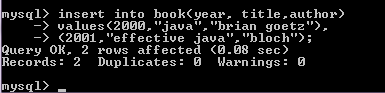 mysql> insert into book(year, title,author)
    -> values(2000,"java","brian goetz"),
    -> (2001,"effective java","bloch");
Query OK, 2 rows affected (0.08 sec)
Records: 2  Duplicates: 0  Warnings: 0
mysql> _